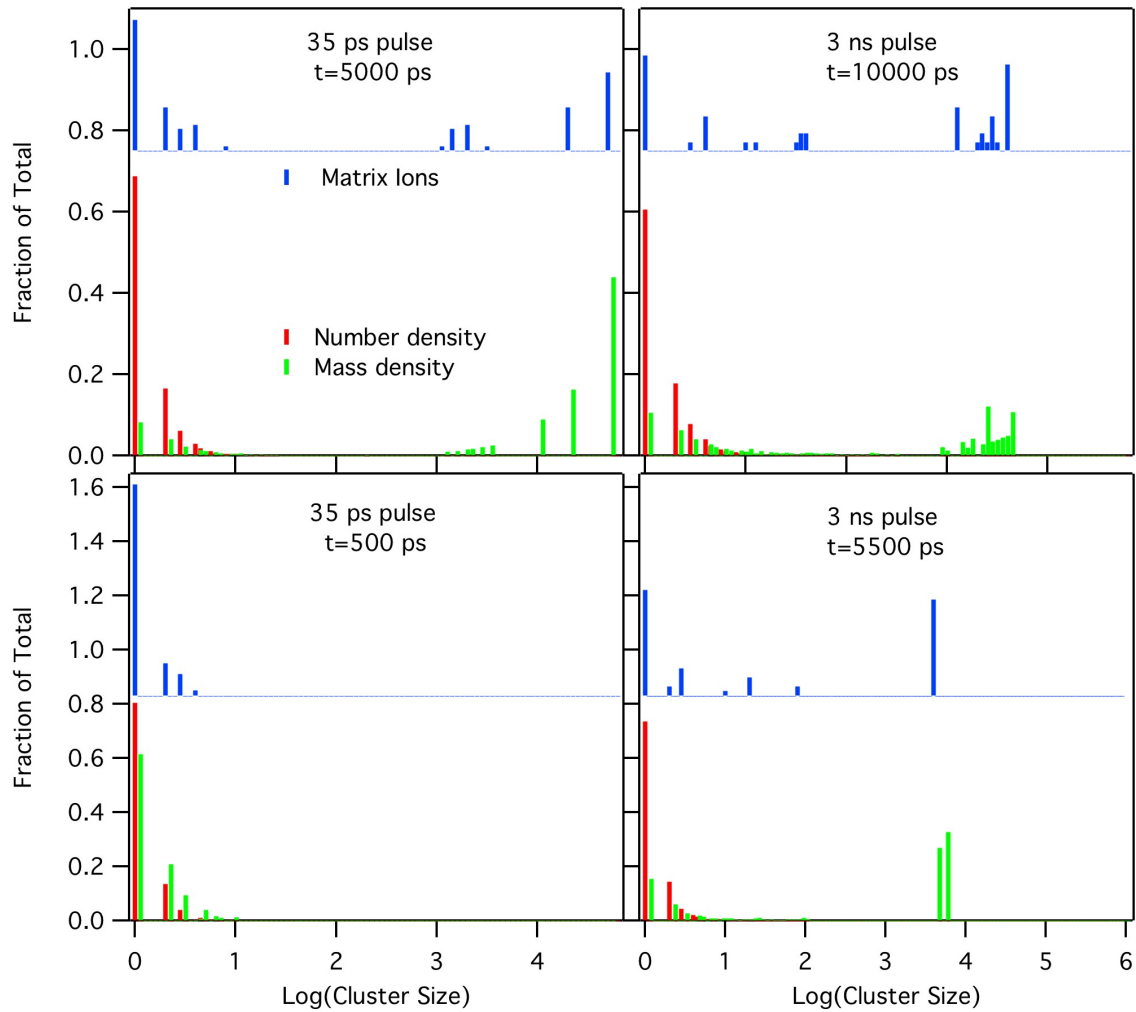 35 ps pulse
t=5000 ps
Matrix Ions
Number density
Mass density
Fraction of Total
1.0
0.8
0.6
0.4
0.2
0.0
3 ns pulse
t=10000 ps
35 ps pulse
t=500 ps
Fraction of Total
1.6
1.4
1.2
1.0
0.8
0.6
0.4
0.2
0.0
3 ns pulse
t=5500 ps
0 1 2 3 4
Log(Cluster Size)
0 1 2 3 4 5 6
Log(Cluster Size)